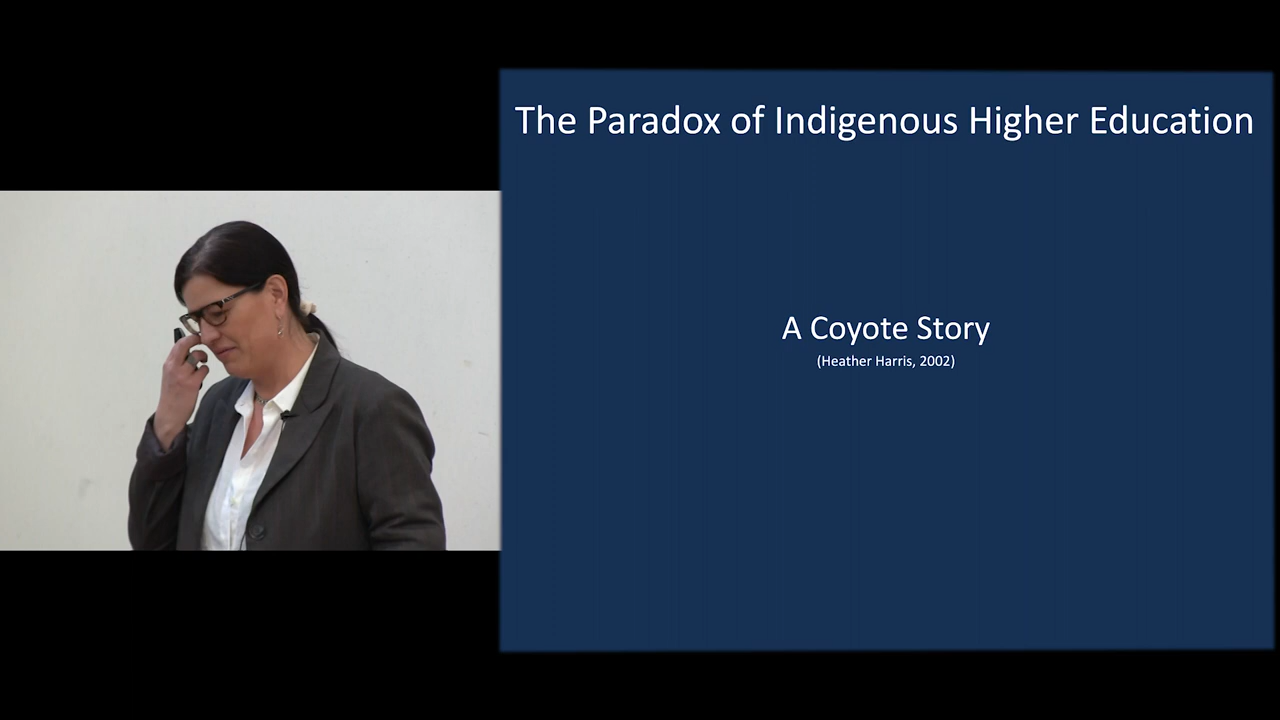 The Paradox of Indigenous Higher Education
A Coyote Story
(Heather Harris, 2002)